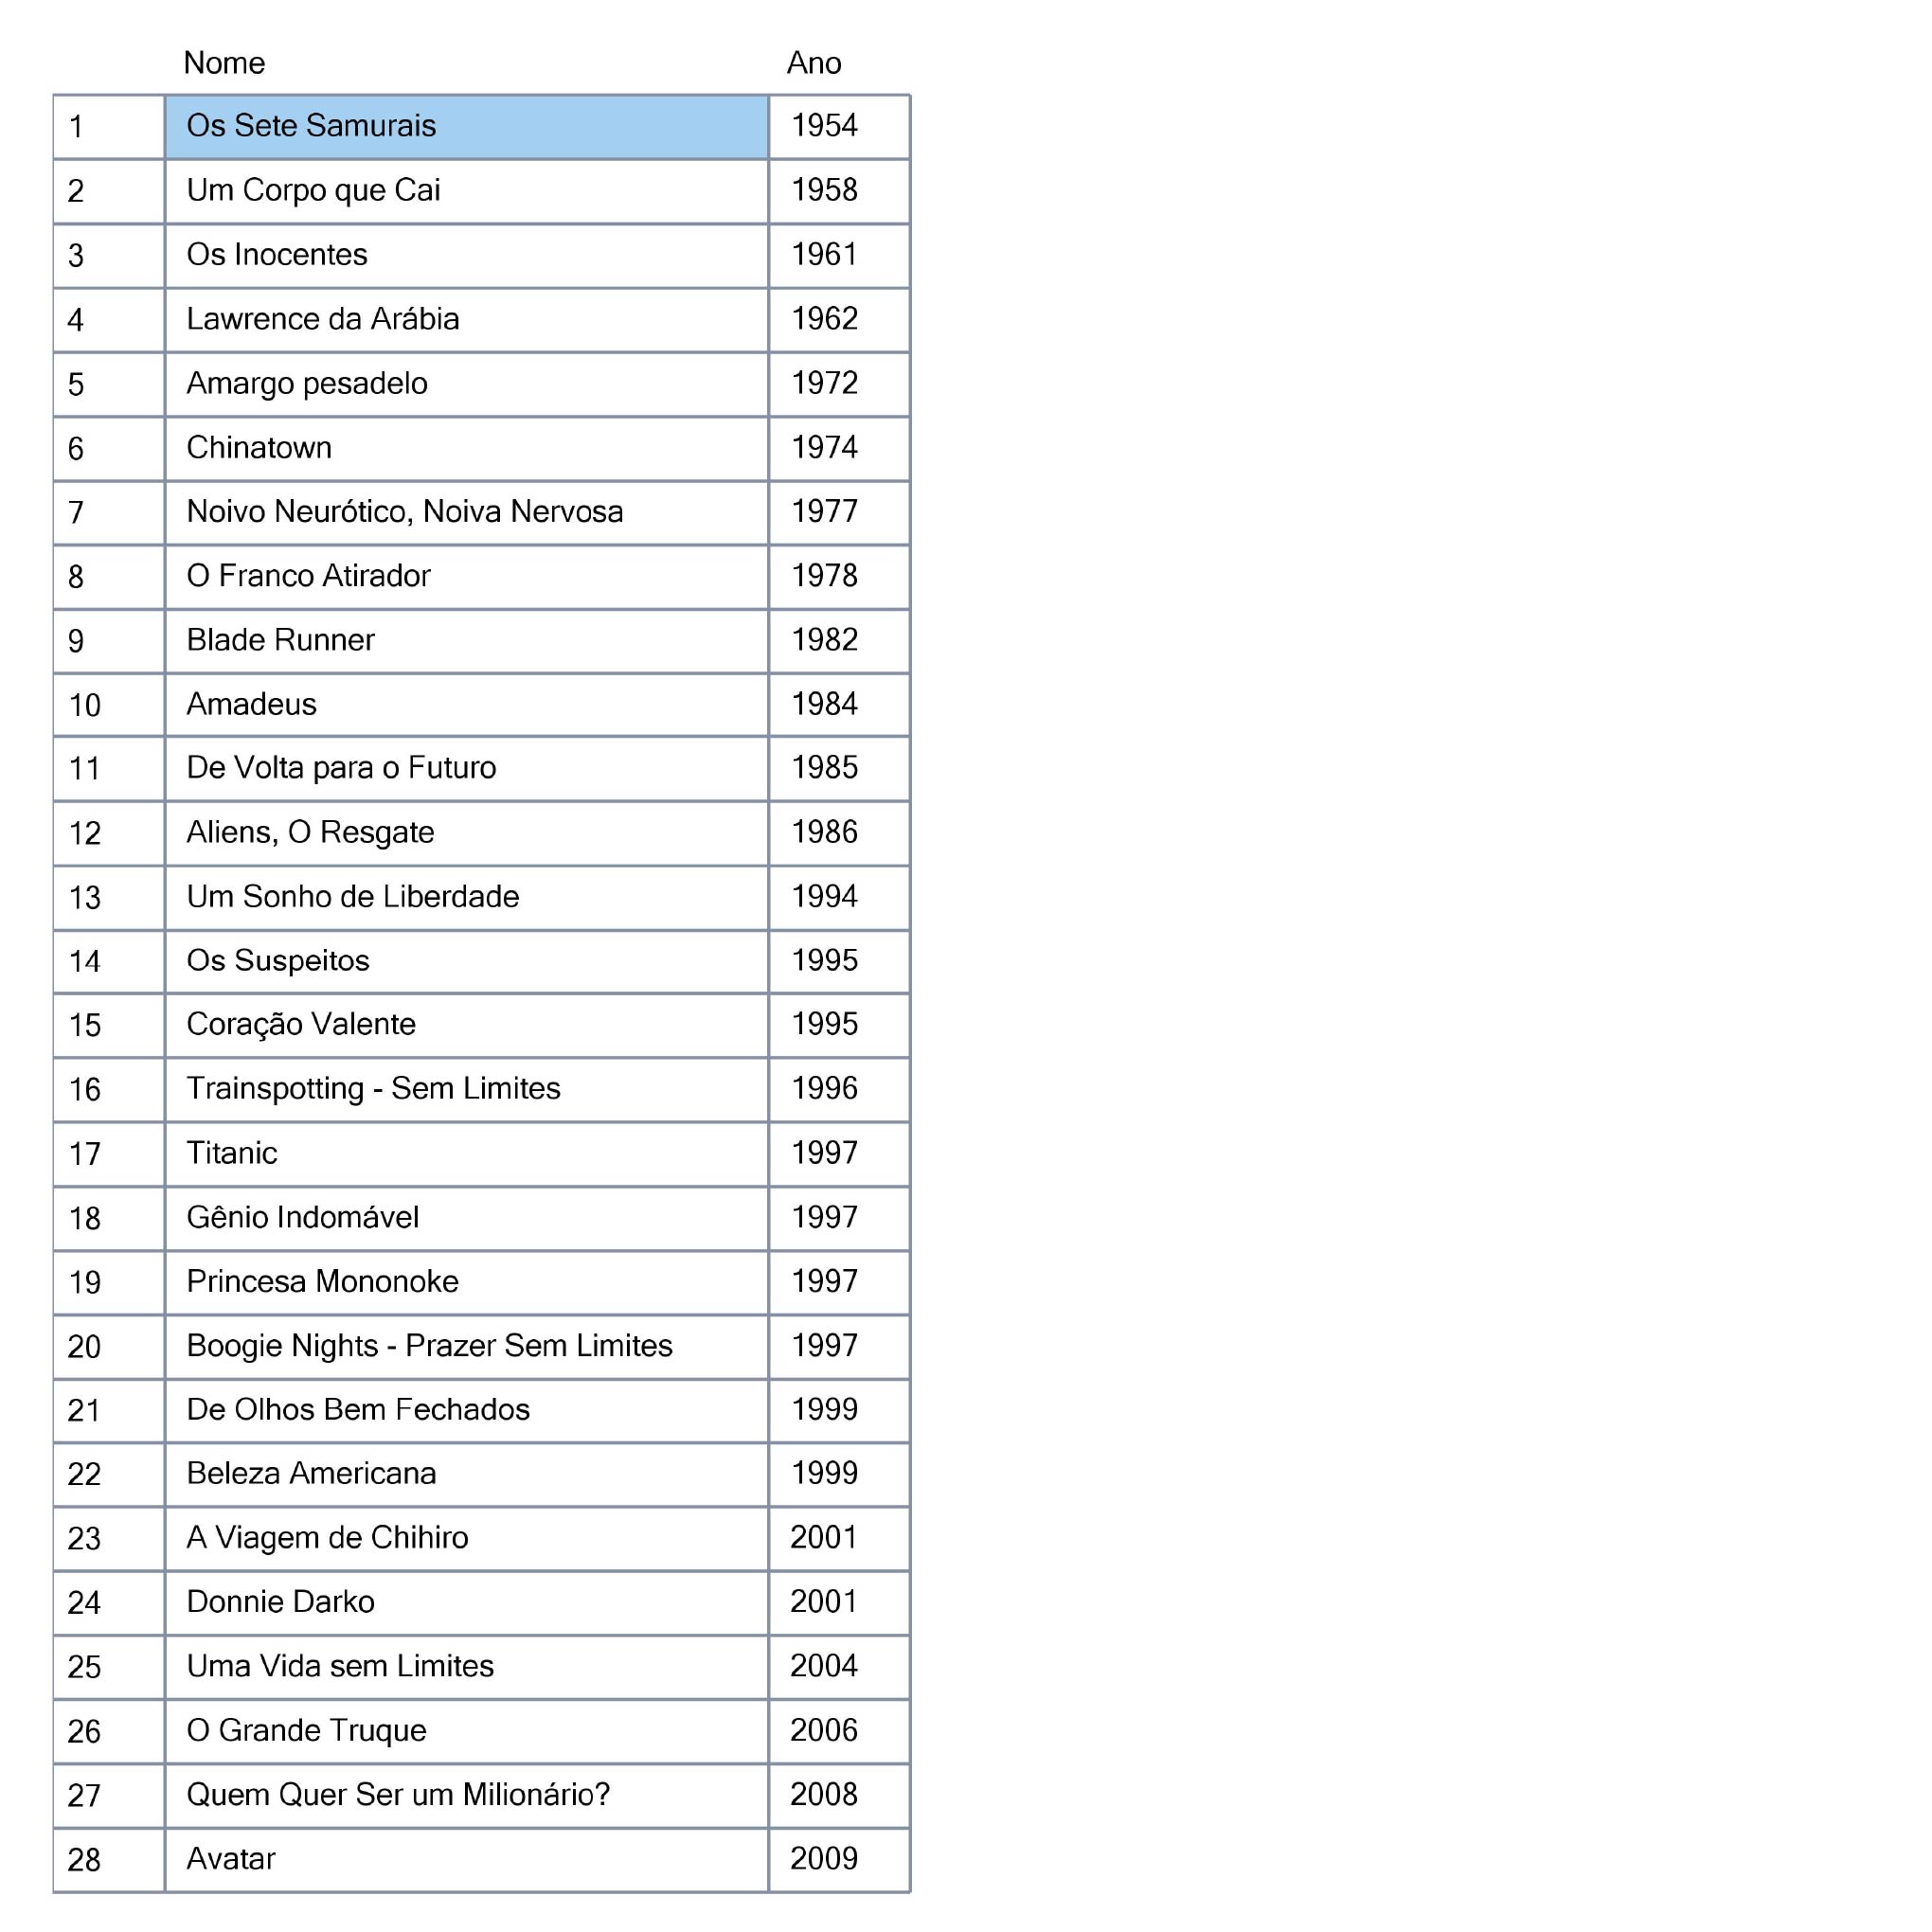 Nome Ano
1 Os Sete Samurais 1954
2 Um Corpo que Cai 1958
3 Os Inocentes 1961
4 Lawrence da Arábia 1962
5 Amargo pesadelo 1972
6 Chinatown 1974
7 Noivo Neurótico, Noiva Nervosa 1977
8 O Franco Atirador 1978
9 Blade Runner 1982
10 Amadeus 1984
11 De Volta para o Futuro 1985
12 Aliens, O Resgate 1986
13 Um Sonho de Liberdade 1994
14 Os Suspeitos 1995
15 Coração Valente 1995
16 Trainspotting - Sem Limites 1996
17 Titanic 1997
18 Gênio Indomável 1997
19 Princesa Mononoke 1997
20 Boogie Nights - Prazer Sem Limites 1997
21 De Olhos Bem Fechados 1999
22 Beleza Americana 1999
23 A Viagem de Chihiro 2001
24 Donnie Darko 2001
25 Uma Vida sem Limites 2004
26 O Grande Truque 2006
27 Quem Quer Ser um Milionário? 2008
28 Avatar 2009